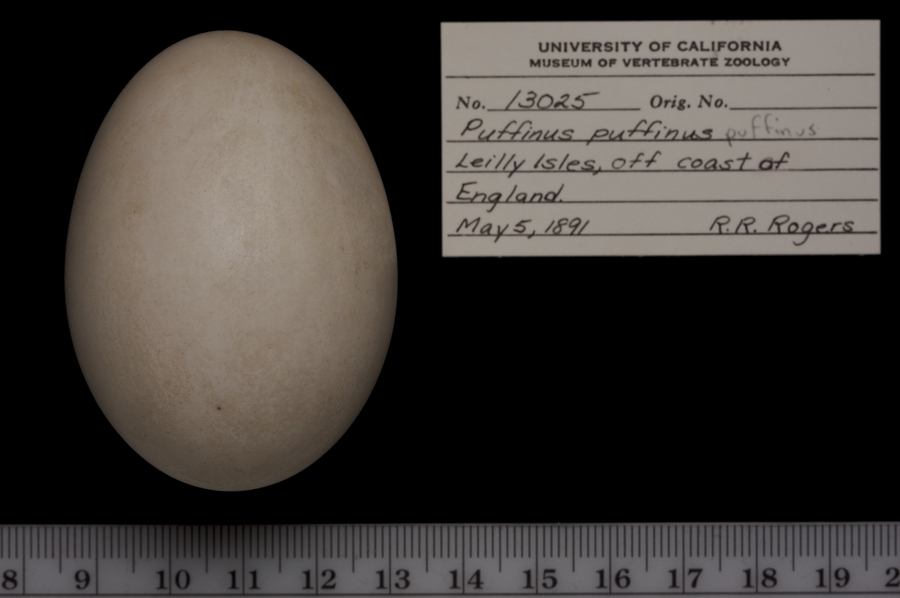 UNIVERSITY OF CALIFORNIA
MUSEUM OF VERTEBRATE ZOOLOGY
No. 13025 Orig. No.
Puffinus puffinus puffinus
Leilly Isles, off coast of
England.
May 5, 1891 R.R. Rogers
8 9 10 11 12 13 14 15 16 17 18 19 2